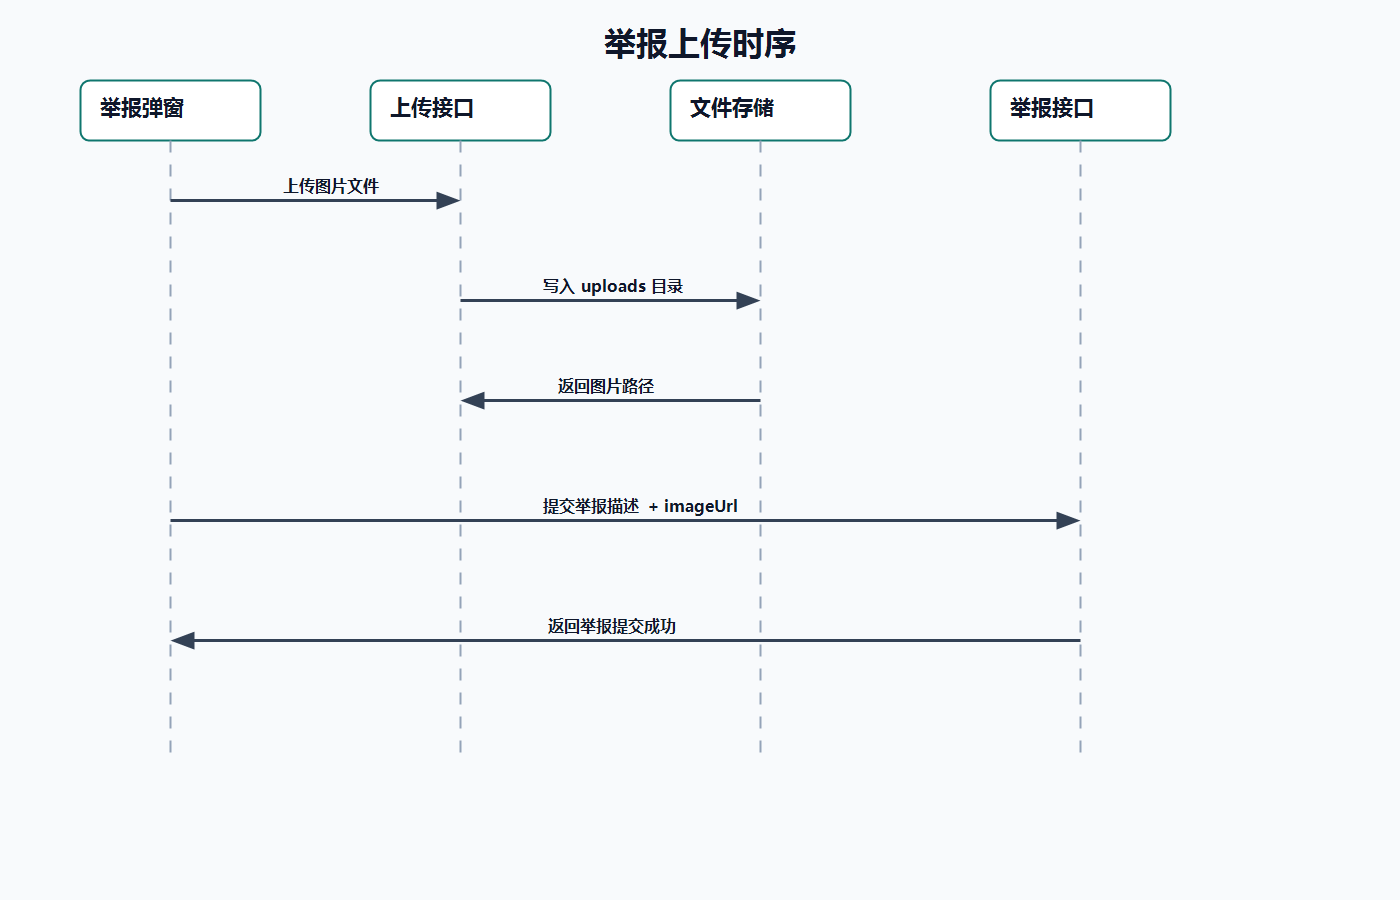 举报上传时序
举报弹窗
上传接口
文件存储
举报接口
上传图片文件
写入 uploads 目录
返回图片路径
提交举报描述 + imageUrl
返回举报提交成功